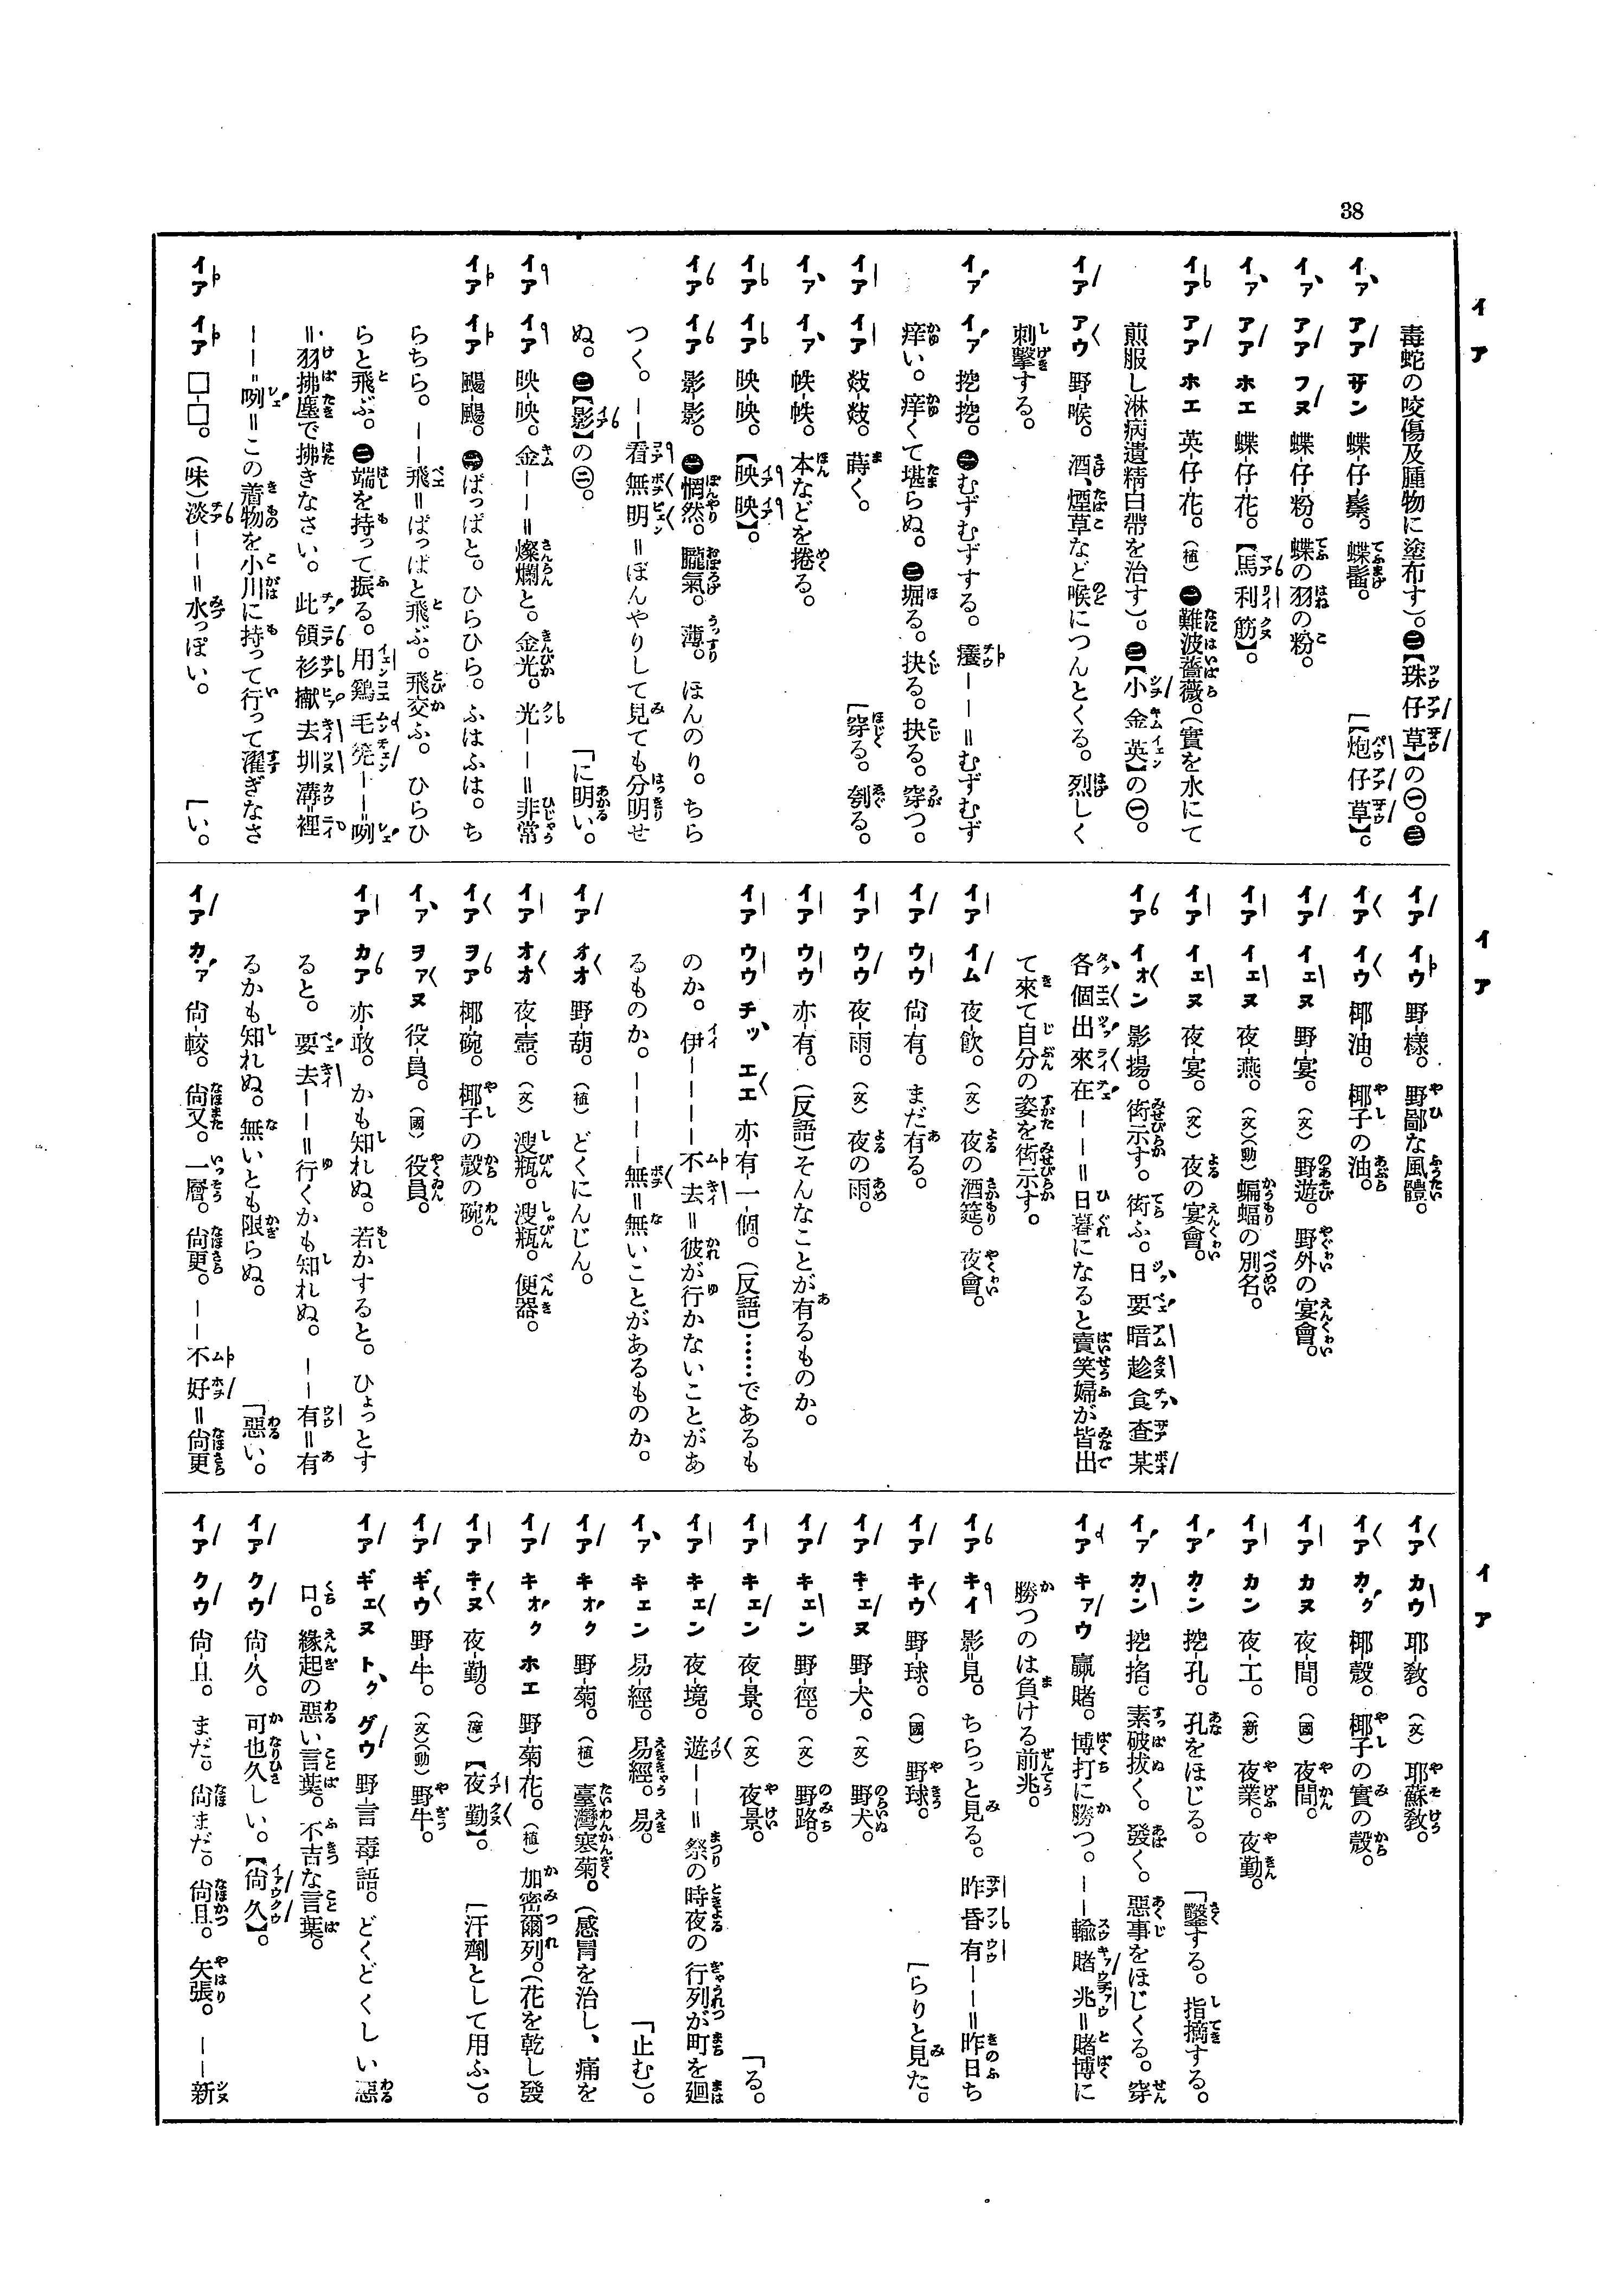 38
イア
毒蛇の咬傷及腫物に塗布す)。㊁【珠仔草】の㊀。㊂
イア アア サン 蝶-仔-鬚。蝶髷。 「【炮仔草】。
イア アア フヌ 蝶-仔-粉。蝶の羽の粉。
イア アア ホエ 蝶-仔-花。【馬利筋】。
イア アア ホエ 英-仔-花。(植)㊀難波薔薇。(實を水にて
煎服し淋病遺精白帶を治す)。㊁【小金英】の㊀。
イア アウ 野-喉。酒、煙草など喉につんとくる。烈しく
刺擊する。
イア イア 挖-挖。㊀むずむずする。癢——=むずむず
痒い。痒くて堪らぬ。㊁堀る。抉る。抉る。穿つ。
イア イア 㪔-㪔。蒔く。 「穿る。刳る。
イア イア 帙-帙。本などを捲る。
イア イア 映-映。【映映】。
イア イア 影-影。㊀惘然。朧氣。薄。ほんのり。ちら
つく。——看無明=ぼんやりして見ても分明せ
ぬ。㊁【影】の㊁。 「に明い。
イア イア 映-映。金——=燦爛と。金光。光——=非常
イア イア 颺-颺。㊀ばっばと。ひらひら。ふはふは。ち
らちら。——飛=ぱっぱと飛ぶ。飛交ふ。ひらひ
らと飛ぶ。㊁端を持って振る。用鷄毛筅——咧
=羽拂塵で拂きなさい。此領衫去圳溝裡
——咧=この着物を小川に持って行って濯ぎなさ
イア イア □-□。(味)淡——=水っぽい。 「い。
イア
イア イウ 野-樣。野鄙な風體。
イア イウ 椰-油。椰子の油。
イア イェヌ 野-宴。(文)野遊。野外の宴會。
イア イェヌ 夜-燕。(文)(動)蝙蝠の別名。
イア イェヌ 夜-宴。(文)夜の宴會。
イア イォン 影-揚。衒示す。衒ふ。日要暗趁食查某
各個出來在——=日暮になると賣笑婦が皆出
て來て自分の姿を衒示す。
イア イム 夜-飮。(文)夜の酒筵。夜會。
イア ウウ 尙-有。まだ有る。
イア ウウ 夜-雨。(文)夜の雨。
イア ウウ 亦-有。(反語)そんなことが有るものか。
イア ウウ チッ エエ 亦-有-一-個。(反語)……であるも
のか。伊————不去=彼が行かないことがあ
るものか。————無=無いことがあるものか。
イア オオ 野-葫。(植)どくにんじん。
イア オオ 夜-壼。溲瓶。溲瓶。便器。
イア ヲア 椰-碗。椰子の殼の碗。
イア ヲァヌ 役-員。(國)役員。
イア カア 亦-敢。かも知れぬ。若かすると。ひょっとす
ると。要去——=行くかも知れぬ。——有=有
るかも知れぬ。無いとも限らぬ。 「惡い。
イア カァ 尙-較。尙又。一層。尙更。——不好=尙更
イア
イア カウ 耶-敎。(文)耶蘇敎。
イア カク 椰-殼。椰子の實の殼。
イア カヌ 夜-間。(國)夜間。
イア カン 夜-工。(新)夜業。夜勤。
イア カン 挖-孔。孔をほじる。 「鑿する。指摘する。
イア カン 挖-掐。素破拔く。發く。惡事をほじくる。穿
イア キァウ 贏-賭。博打に勝つ。——輸賭兆=賭博に
勝つのは負ける前兆。
イア キイ 影-見。ちらっと見る。昨昏有——=昨日ち
イア キウ 野-球。(國)野球。 「らりと見た。
イア キェヌ 野-犬。(文)野犬。
イア キェン 野-徑。(文)野路。
イア キェン 夜-景。(文)夜景。 「る。
イア キェン 夜-境。遊——=祭の時夜の行列が町を廻
イア キェン 易-經。易經。易。 「止む)。
イア キォク 野-菊。(植)臺灣寒菊。(感冐を治し、痛を
イア キォク ホエ 野-菊-花。(植)加密爾列。(花を乾し發
イア キヌ 夜-勤。(漳)【夜勤】。 「汗劑として用ふ)。
イア ギウ 野-牛。(文)(動)野牛。
イア ギェヌ トク グウ 野言毒-語。どくどくしい惡
口。緣起の惡い言葉。不吉な言葉。
イア クウ 尙-久。可也久しい。【尙久】。
イア クウ 尙-且。まだ。尙まだ。尙且。矢張。——新